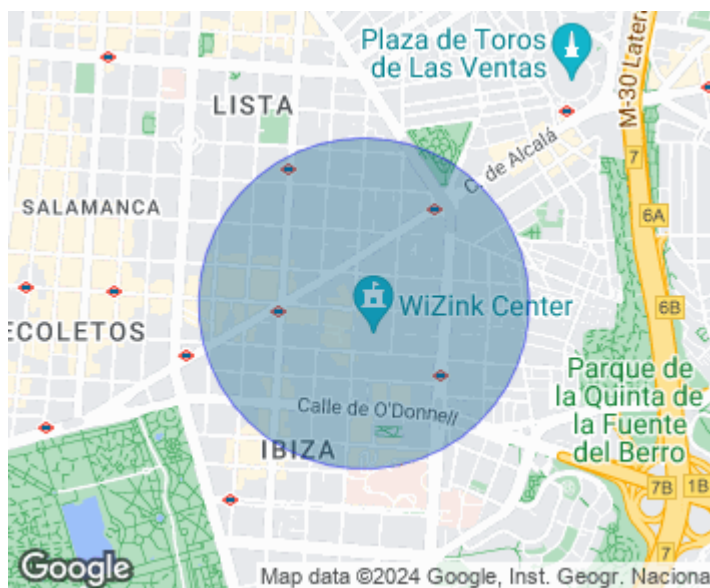 Plaza de Toros
de Las Ventas
M-30 Latera
LISTA
7
C. de Alcalá
SALAMANCA
6A
WiZink Center
6B
ECOLETOS
Parque de
la Quinta de
la Fuente
del Berro
Calle de O'Donnell
IBIZA
7B
1B
7
Google
Map data ©2024 Google, Inst. Geogr. Naciona